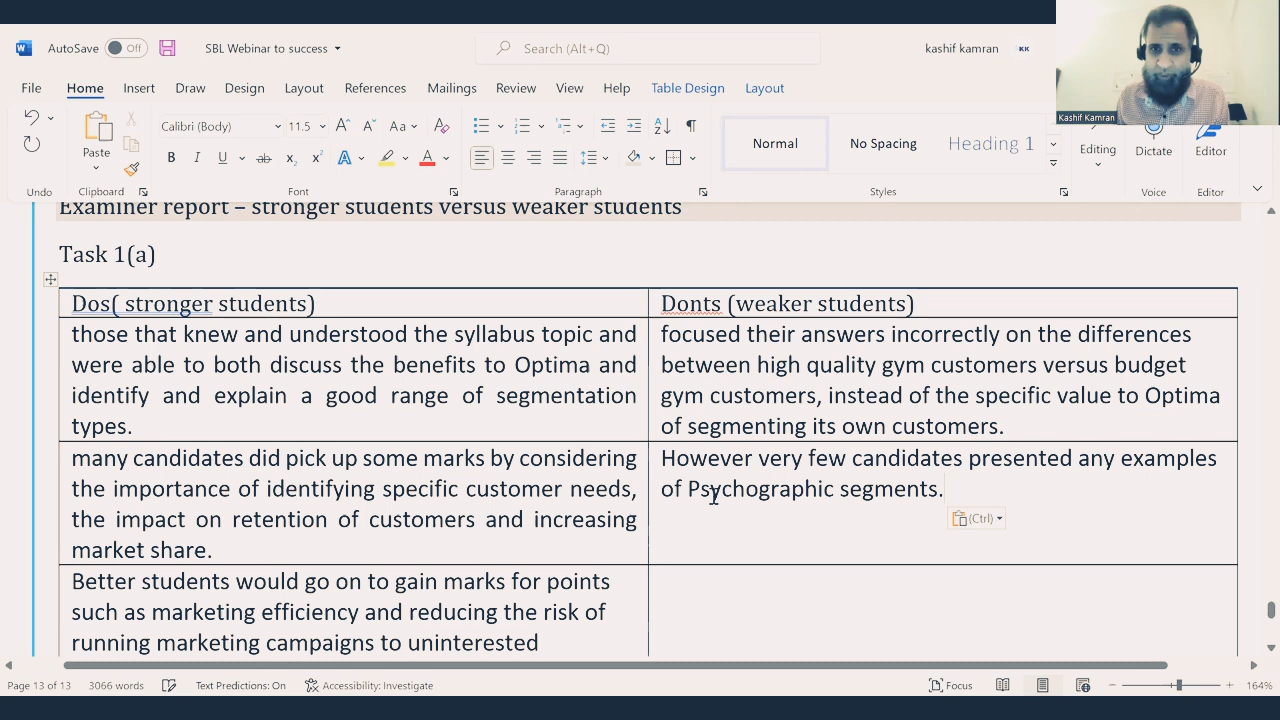 AutoSave Off SBL Webinar to success Search (Alt+Q) kashif kamran KK
Kashif Kamran
File Home Insert Draw Design Layout References Mailings Review View Help Table Design Layout
Calibri (Body) 11.5
Paste
Normal No Spacing Heading 1
Editing Dictate Editor
Undo Clipboard Font Paragraph Styles Voice Editor
Examiner report – stronger students versus weaker students
Task 1(a)
Dos( stronger students)
those that knew and understood the syllabus topic and
were able to both discuss the benefits to Optima and
identify and explain a good range of segmentation
types.
many candidates did pick up some marks by considering
the importance of identifying specific customer needs,
the impact on retention of customers and increasing
market share.
Better students would go on to gain marks for points
such as marketing efficiency and reducing the risk of
running marketing campaigns to uninterested
Donts (weaker students)
focused their answers incorrectly on the differences
between high quality gym customers versus budget
gym customers, instead of the specific value to Optima
of segmenting its own customers.
However very few candidates presented any examples
of Psychographic segments.
(Ctrl)
Page 13 of 13 3066 words Text Predictions: On Accessibility: Investigate Focus 164%